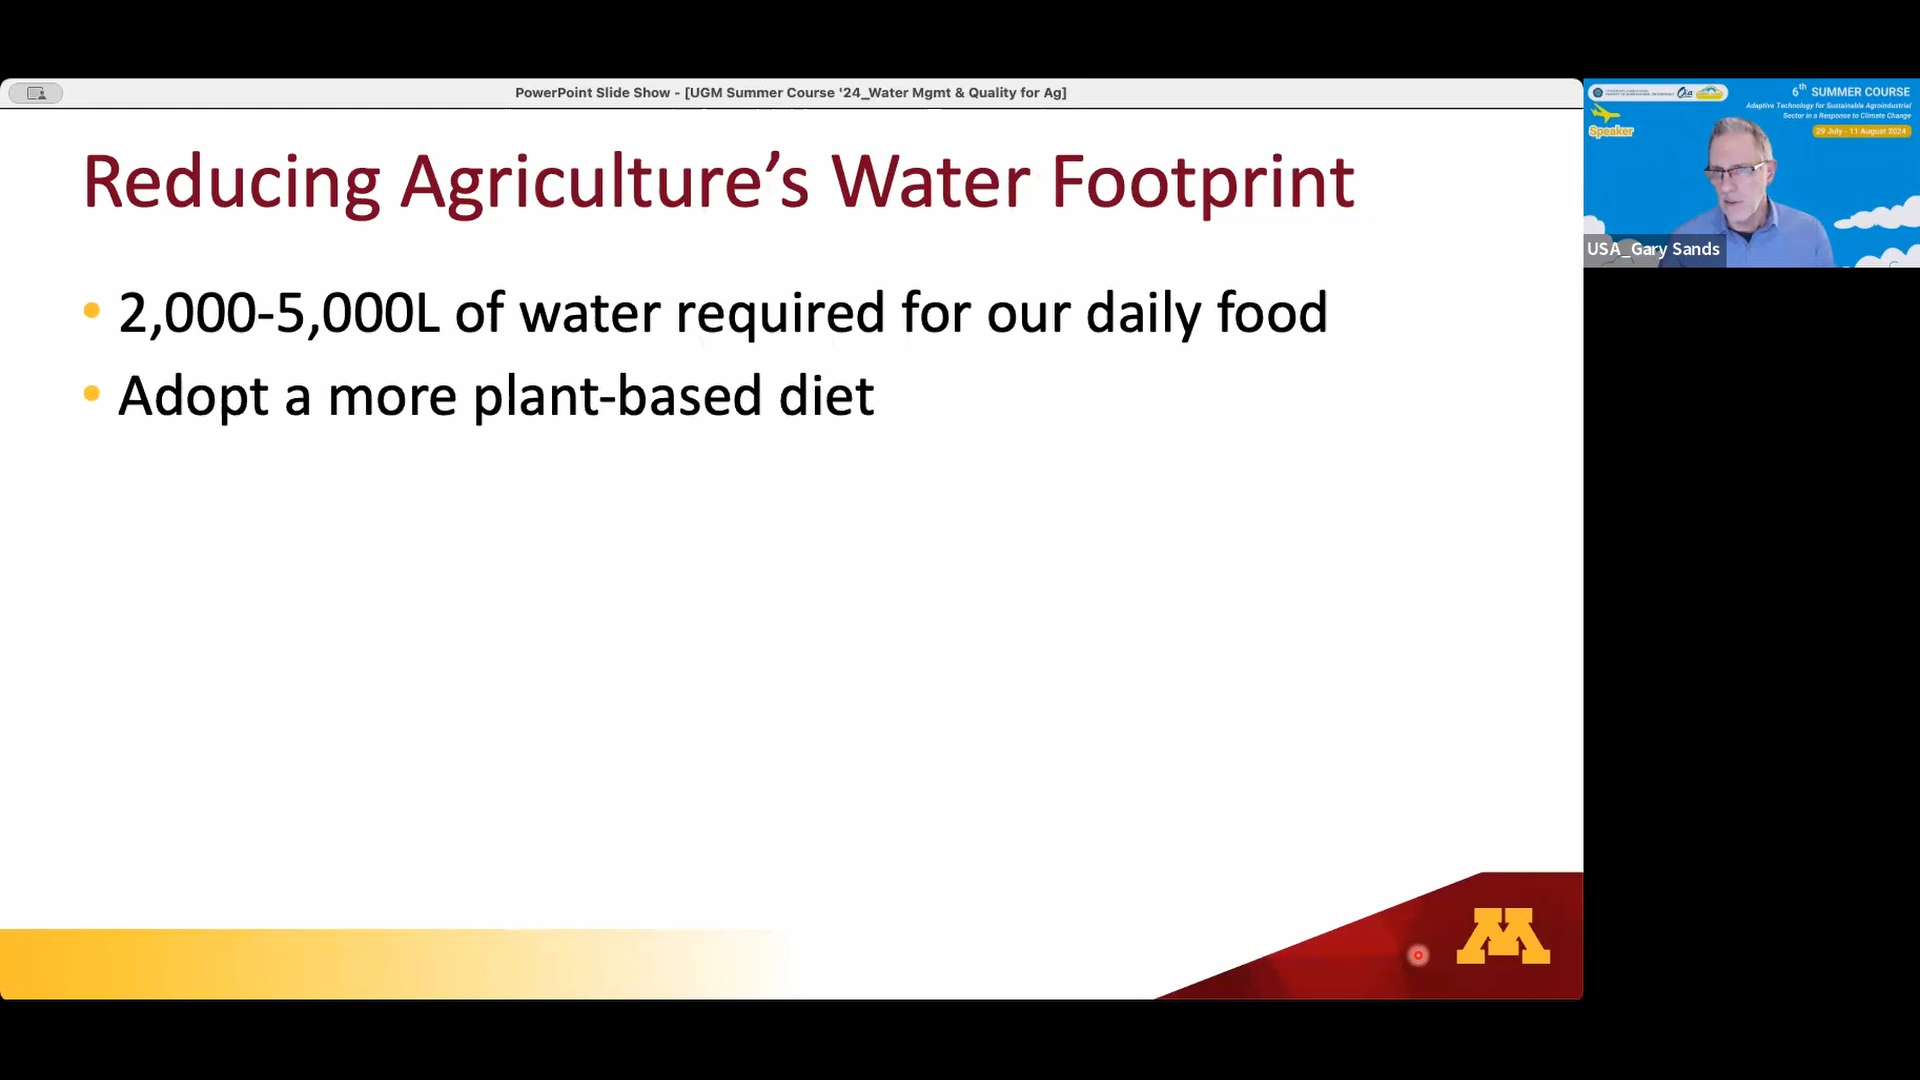 PowerPoint Slide Show - [UGM Summer Course '24_Water Mgmt & Quality for Ag]
Reducing Agriculture’s Water Footprint
• 2,000-5,000L of water required for our daily food
• Adopt a more plant-based diet
M
6th SUMMER COURSE
Adaptive Technology for Sustainable Agroindustrial
Sector in a Response to Climate Change
29 July - 11 August 2024
Speaker
USA_Gary Sands